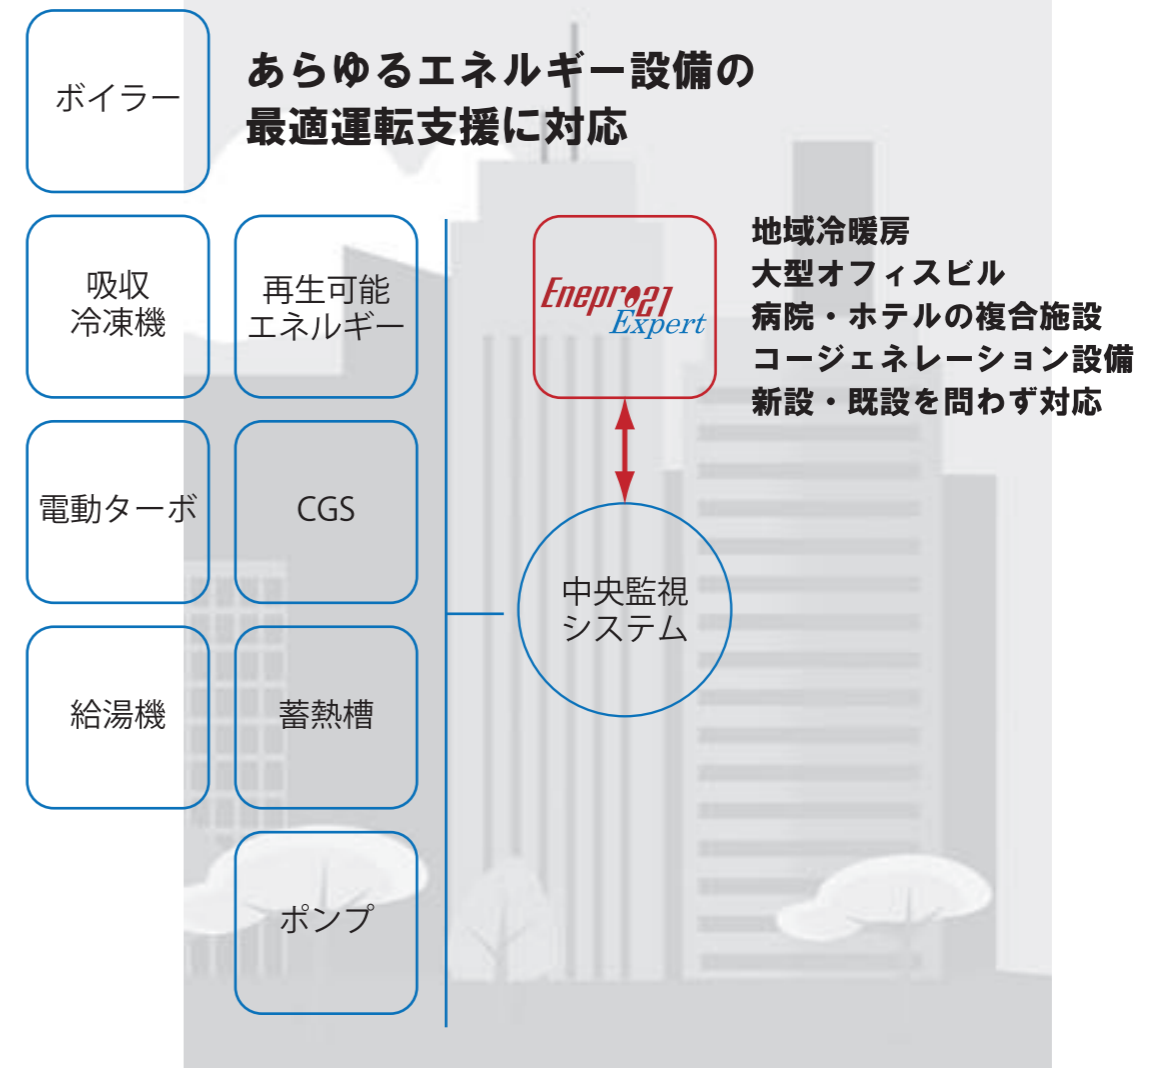 あらゆるエネルギー設備の
最適運転支援に対応
ボイラー
吸収
冷凍機
再生可能
エネルギー
電動ターボ
CGS
給湯機
蓄熱槽
ポンプ
Enepro21
Expert
中央監視
システム
地域冷暖房
大型オフィスビル
病院・ホテルの複合施設
コージェネレーション設備
新設・既設を問わず対応